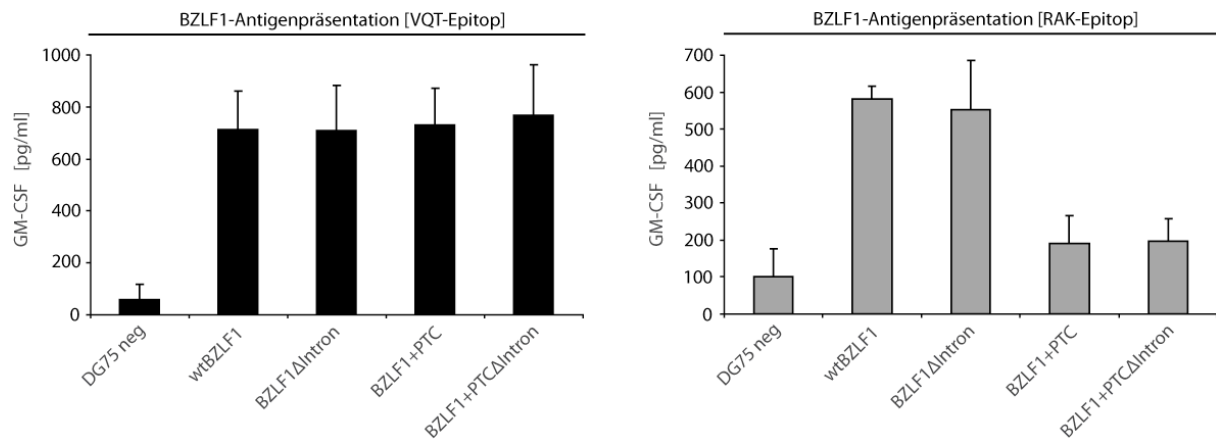 BZLF1-Antigenpräsentation [VQT-Epitop]
GM-CSF [pg/ml]
1000
800
600
400
200
0
DG75 neg
wtBZLF1
BZLF1ΔIntron
BZLF1+PTC
BZLF1+PTCΔIntron
BZLF1-Antigenpräsentation [RAK-Epitop]
GM-CSF [pg/ml]
700
600
500
400
300
200
100
0
DG75 neg
wtBZLF1
BZLF1ΔIntron
BZLF1+PTC
BZLF1+PTCΔIntron